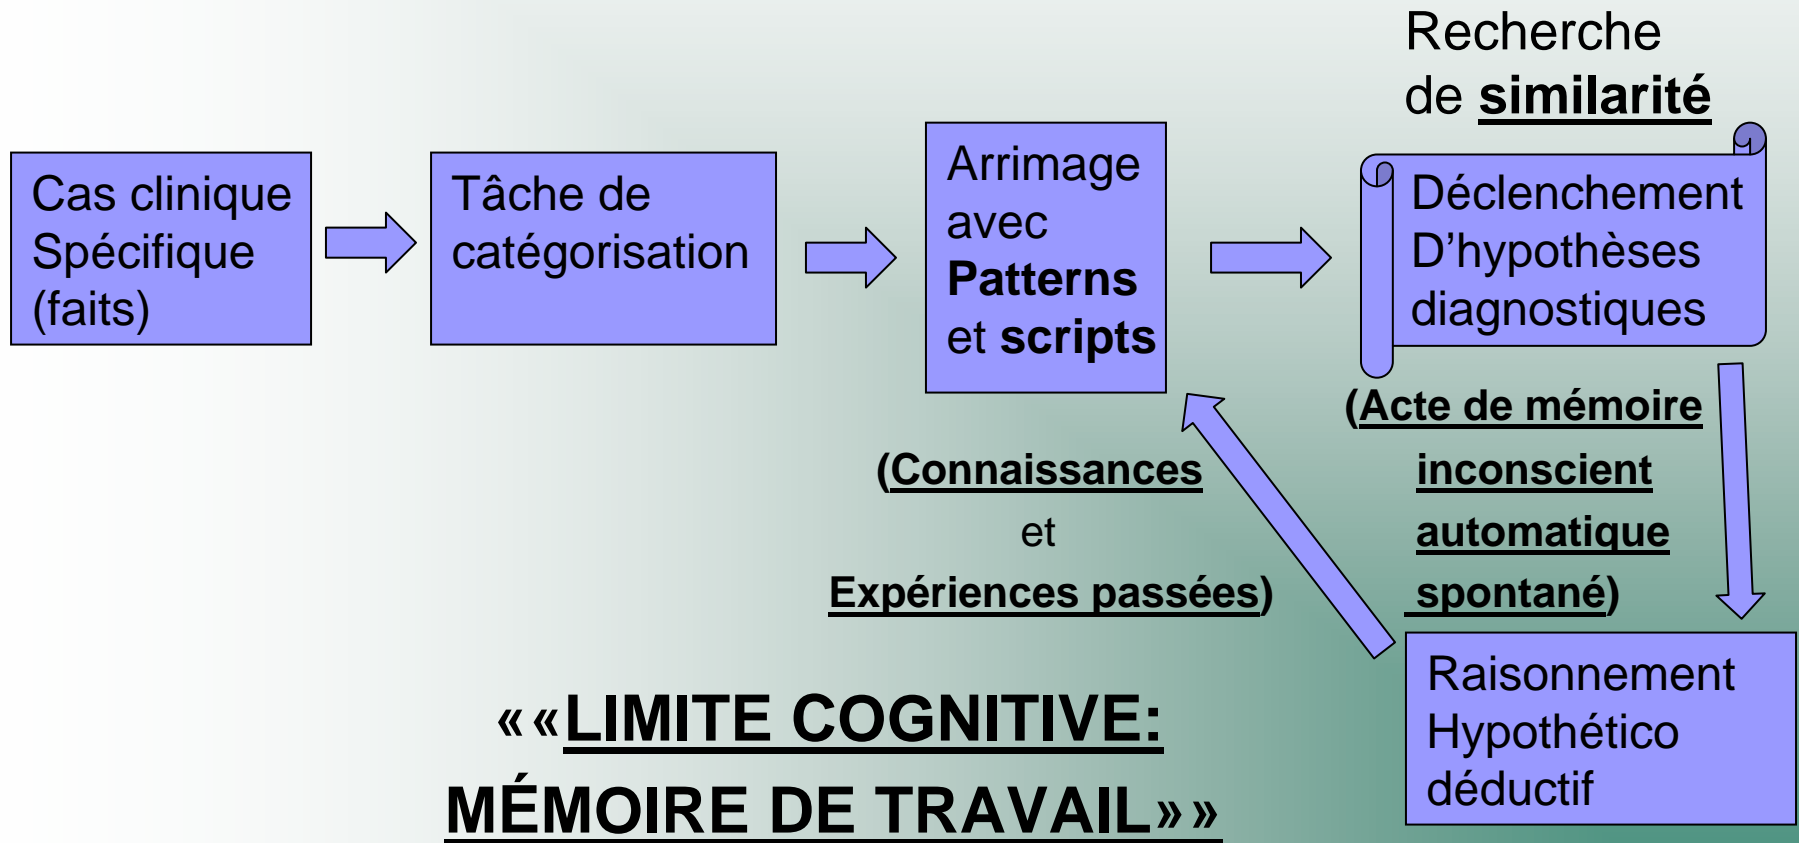 Recherche
de similarité
Cas clinique
Spécifique
(faits)
Tâche de
catégorisation
Arrimage
avec
Patterns
et scripts
Déclenchement
D'hypothèses
diagnostiques
(Connaissances
et
Expériences passées)
(Acte de mémoire
inconscient
automatique
spontané)
Raisonnement
Hypothético
déductif
««LIMITE COGNITIVE:
MÉMOIRE DE TRAVAIL»»